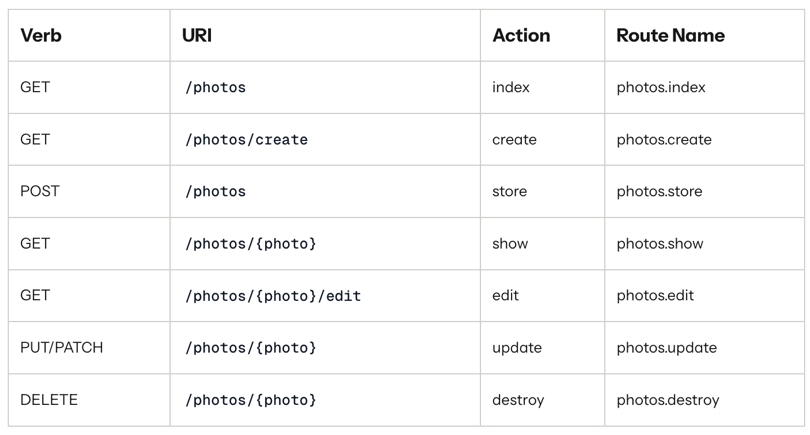 Verb URI Action Route Name
GET /photos index photos.index
GET /photos/create create photos.create
POST /photos store photos.store
GET /photos/{photo} show photos.show
GET /photos/{photo}/edit edit photos.edit
PUT/PATCH /photos/{photo} update photos.update
DELETE /photos/{photo} destroy photos.destroy